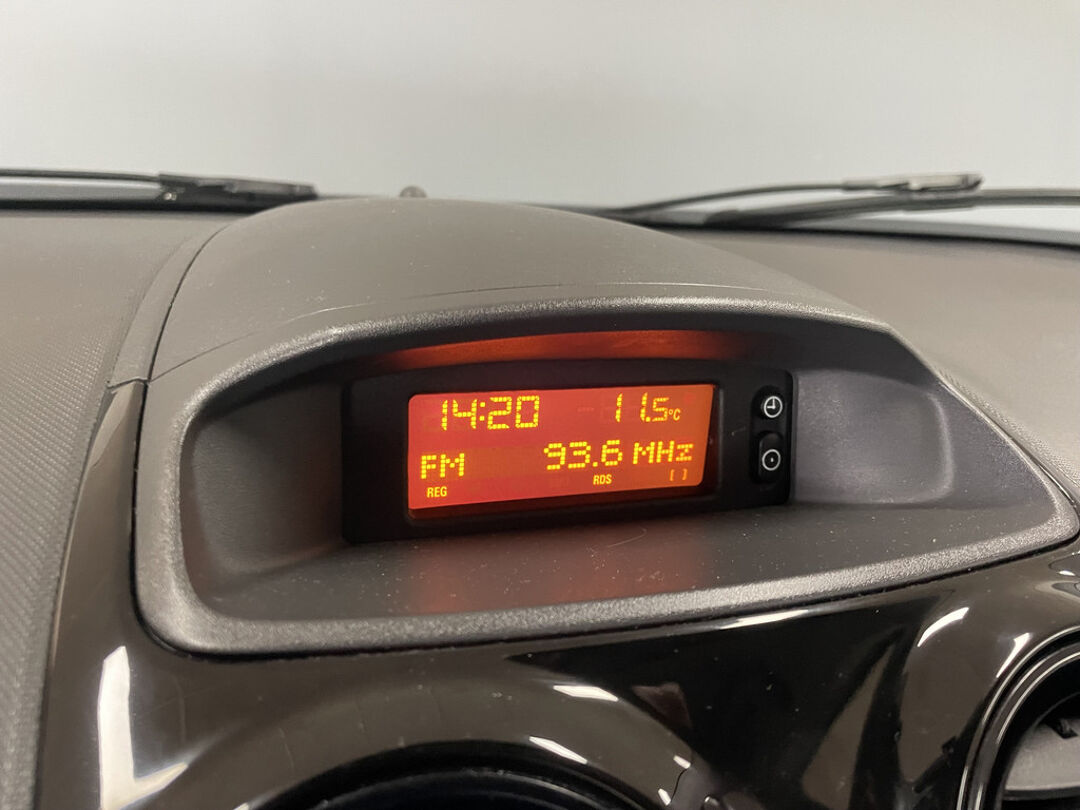 14:20 11.5°C
FM 93.6 MHz
REG RDS [ ]